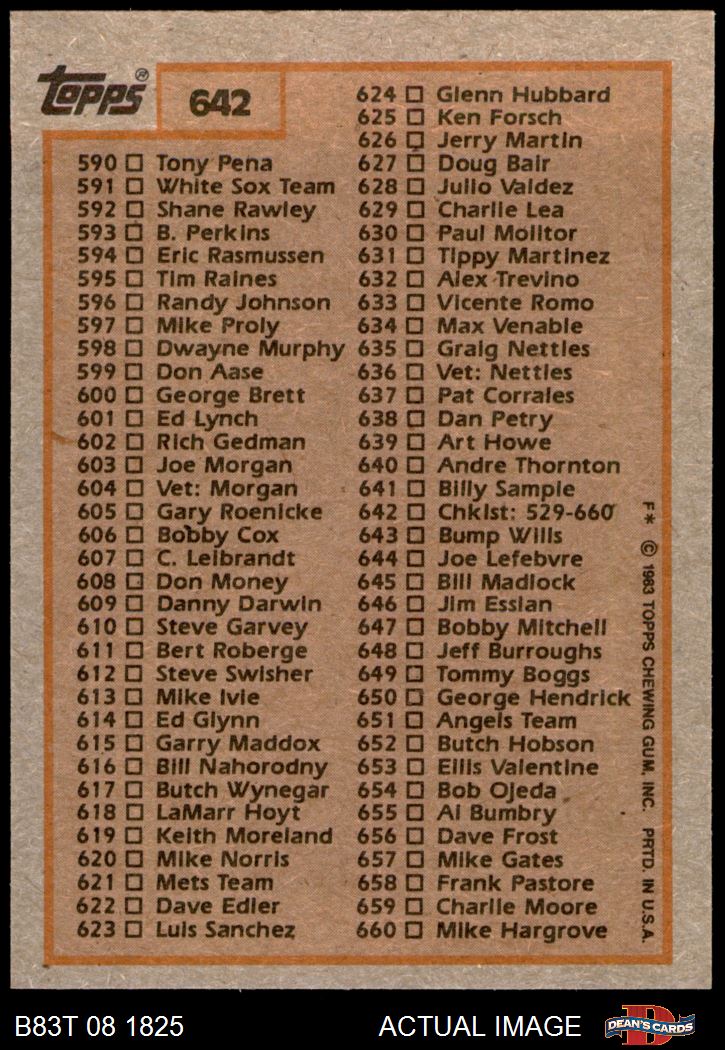 Topps®
642
590 Tony Pena
591 White Sox Team
592 Shane Rawley
593 B. Perkins
594 Eric Rasmussen
595 Tim Raines
596 Randy Johnson
597 Mike Proly
598 Dwayne Murphy
599 Don Aase
600 George Brett
601 Ed Lynch
602 Rich Gedman
603 Joe Morgan
604 Vet: Morgan
605 Gary Roenicke
606 Bobby Cox
607 C. Leibrandt
608 Don Money
609 Danny Darwin
610 Steve Garvey
611 Bert Roberge
612 Steve Swisher
613 Mike Ivie
614 Ed Glynn
615 Garry Maddox
616 Bill Nahorodny
617 Butch Wynegar
618 LaMarr Hoyt
619 Keith Moreland
620 Mike Norris
621 Mets Team
622 Dave Edler
623 Luis Sanchez
624 Glenn Hubbard
625 Ken Forsch
626 Jerry Martin
627 Doug Bair
628 Julio Valdez
629 Charlie Lea
630 Paul Molitor
631 Tippy Martinez
632 Alex Trevino
633 Vicente Romo
634 Max Venable
635 Graig Nettles
636 Vet: Nettles
637 Pat Corrales
638 Dan Petry
639 Art Howe
640 Andre Thornton
641 Billy Sample
642 Chklst: 529-660
643 Bump Wills
644 Joe Lefebvre
645 Bill Madlock
646 Jim Essian
647 Bobby Mitchell
648 Jeff Burroughs
649 Tommy Boggs
650 George Hendrick
651 Angels Team
652 Butch Hobson
653 Ellis Valentine
654 Bob Ojeda
655 Al Bumbry
656 Dave Frost
657 Mike Gates
658 Frank Pastore
659 Charlie Moore
660 Mike Hargrove
F* © 1983 TOPPS CHEWING GUM, INC. PRTD. IN U.S.A.
B83T 08 1825
ACTUAL IMAGE
D
DEAN'S CARDS